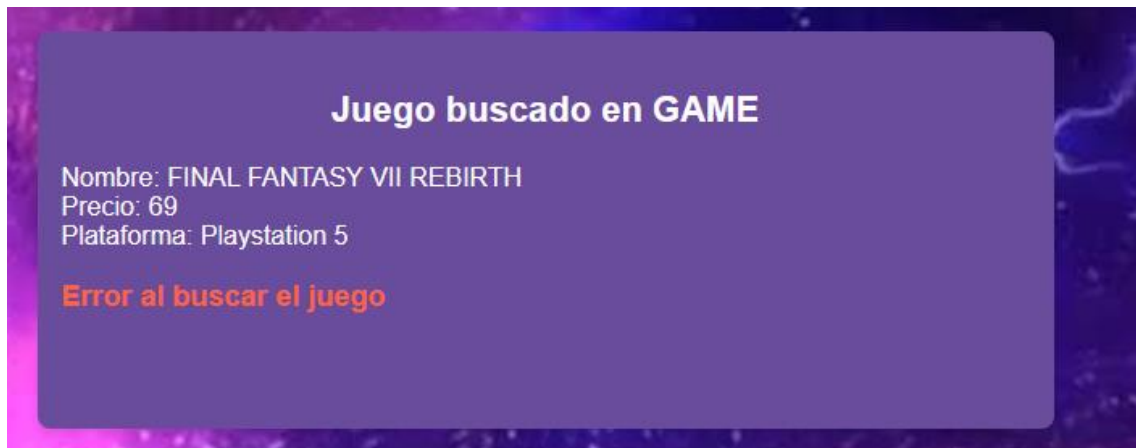 Juego buscado en GAME
Nombre: FINAL FANTASY VII REBIRTH
Precio: 69
Plataforma: Playstation 5
Error al buscar el juego